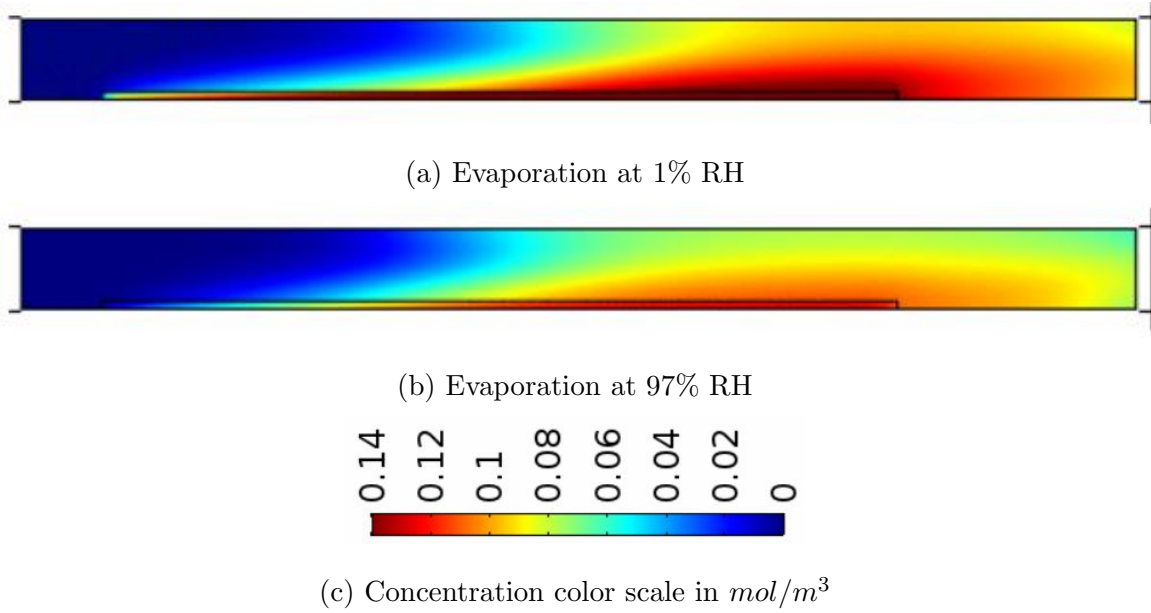 (a) Evaporation at 1% RH
(b) Evaporation at 97% RH
0.14 0.12 0.1 0.08 0.06 0.04 0.02 0
(c) Concentration color scale in mol/m³